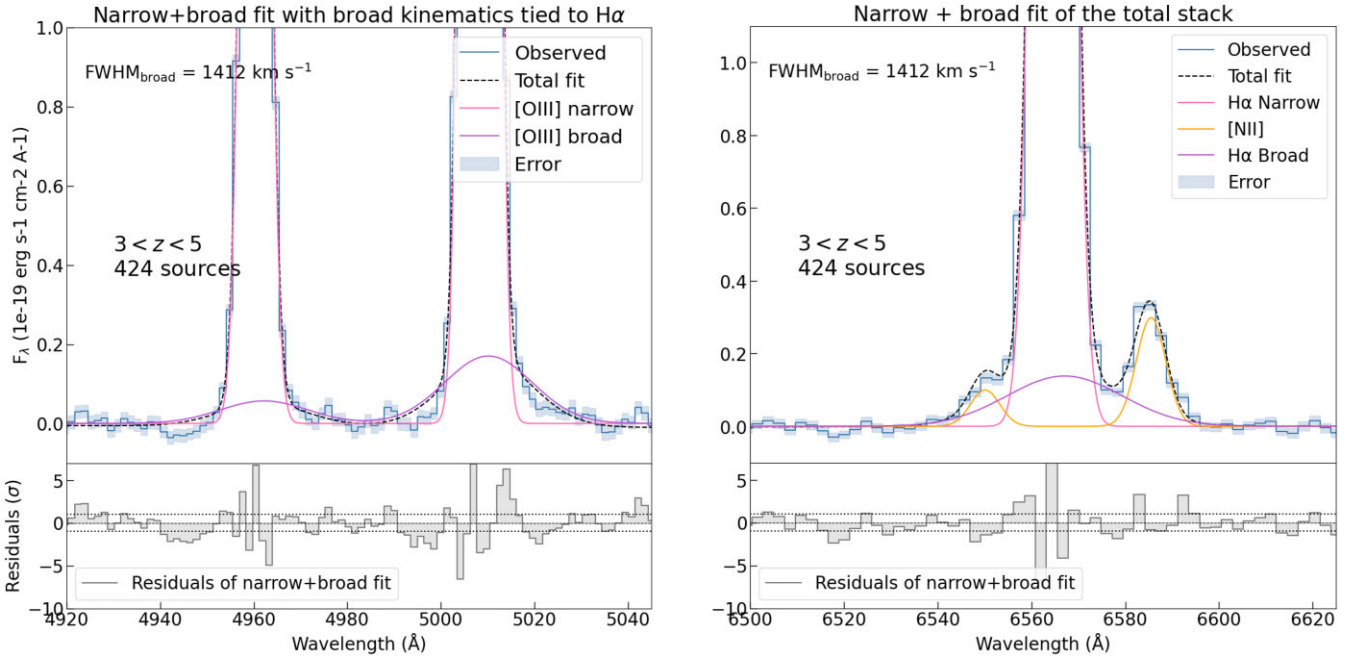 Narrow+broad fit with broad kinematics tied to Hα
FWHM_broad = 1412 km s⁻¹
Observed
Total fit
[OIII] narrow
[OIII] broad
Error
3 < z < 5
424 sources
F_λ (1e-19 erg s-1 cm-2 A-1)
1.0
0.8
0.6
0.4
0.2
0.0
Residuals (σ)
5
0
−5
−10
Residuals of narrow+broad fit
4920 4940 4960 4980 5000 5020 5040
Wavelength (Å)
Narrow + broad fit of the total stack
FWHM_broad = 1412 km s⁻¹
Observed
Total fit
Hα Narrow
[NII]
Hα Broad
Error
3 < z < 5
424 sources
1.0
0.8
0.6
0.4
0.2
0.0
5
0
−5
−10
Residuals of narrow+broad fit
6500 6520 6540 6560 6580 6600 6620
Wavelength (Å)